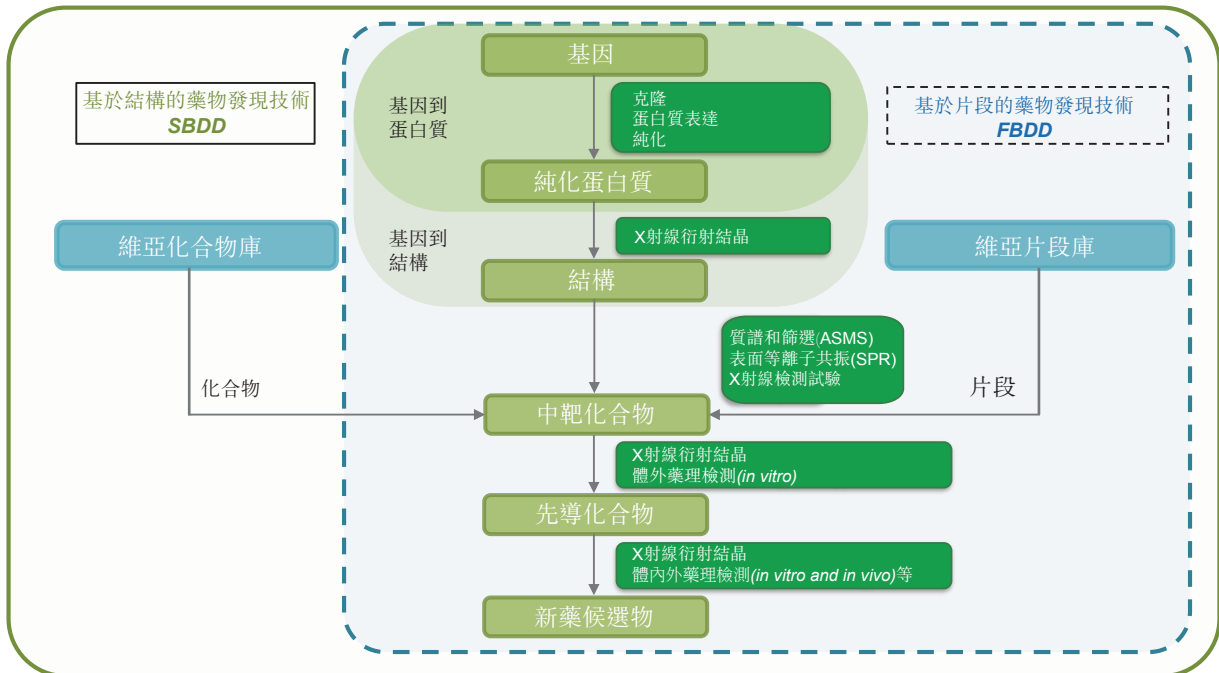 基因
基於結構的藥物發現技術
SBDD
基因到
蛋白質
克隆
蛋白質表達
純化
基於片段的藥物發現技術
FBDD
純化蛋白質
維亞化合物庫
基因到
結構
X射線衍射結晶
維亞片段庫
結構
質譜和篩選(ASMS)
表面等離子共振(SPR)
X射線檢測試驗
化合物
片段
中靶化合物
X射線衍射結晶
體外藥理檢測(in vitro)
先導化合物
X射線衍射結晶
體內外藥理檢測(in vitro and in vivo)等
新藥候選物